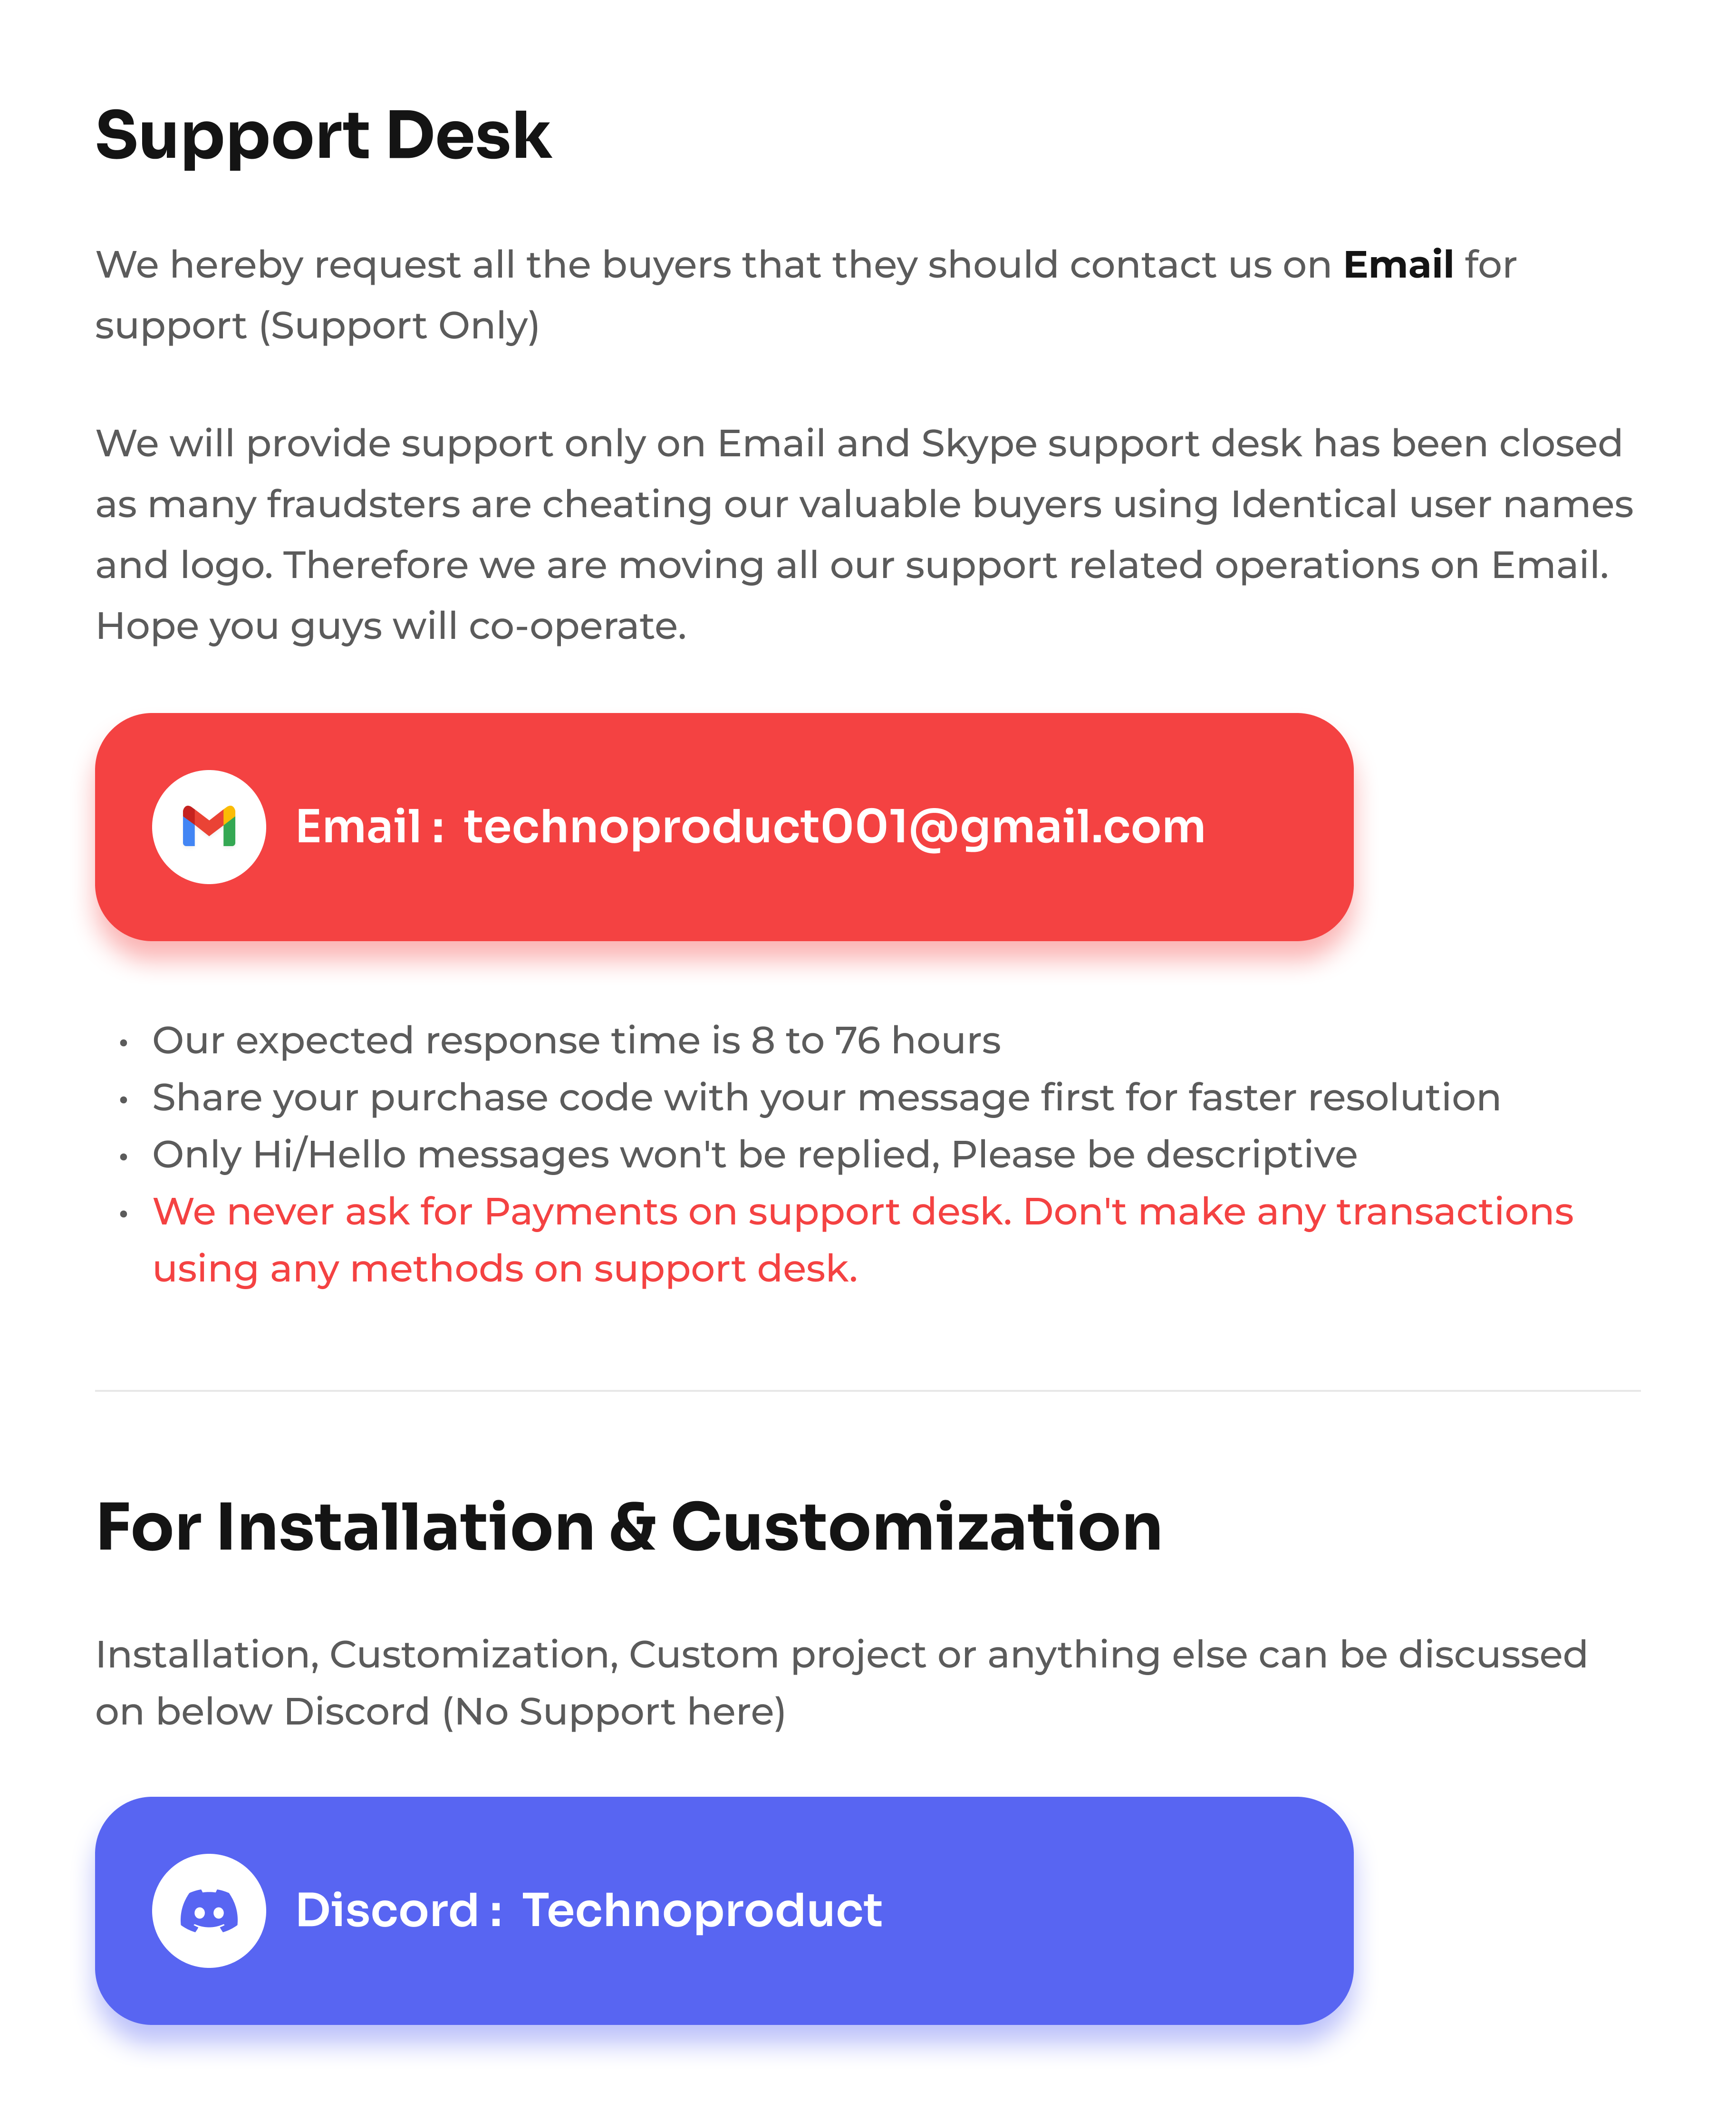 Support Desk
We hereby request all the buyers that they should contact us on Email for
support (Support Only)
We will provide support only on Email and Skype support desk has been closed
as many fraudsters are cheating our valuable buyers using Identical user names
and logo. Therefore we are moving all our support related operations on Email.
Hope you guys will co-operate.
Email : technoproduct001@gmail.com
• Our expected response time is 8 to 76 hours
• Share your purchase code with your message first for faster resolution
• Only Hi/Hello messages won't be replied, Please be descriptive
• We never ask for Payments on support desk. Don't make any transactions
using any methods on support desk.
For Installation & Customization
Installation, Customization, Custom project or anything else can be discussed
on below Discord (No Support here)
Discord : Technoproduct